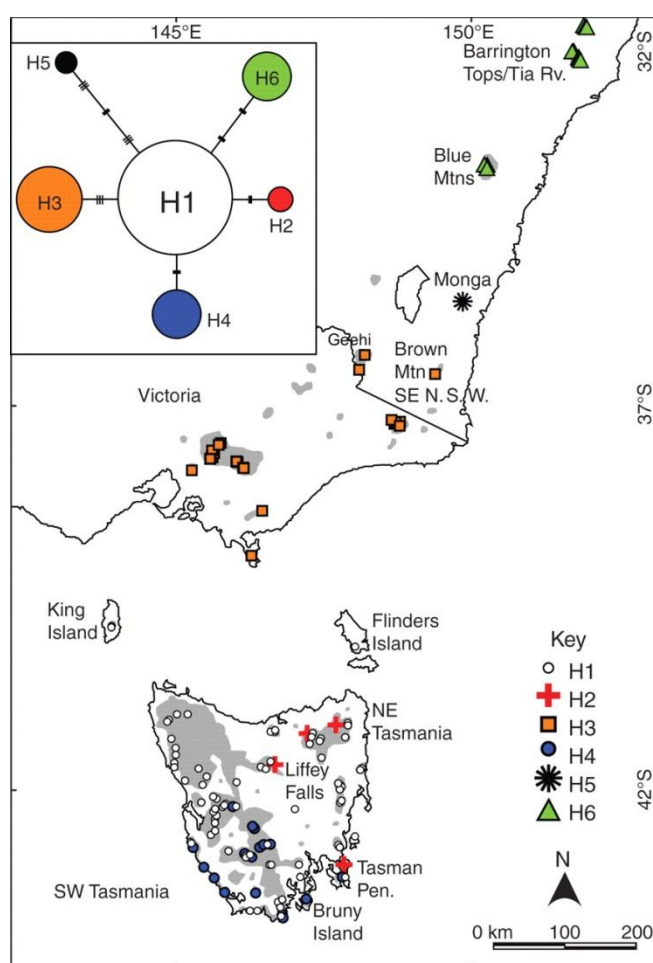 145°E
150°E
32°S
H5
H6
H1
H3
H2
H4
Barrington
Tops/Tia Rv.
Blue
Mtns
Monga
Geehi
Brown
Mtn
SE N.S.W.
Victoria
37°S
King
Island
Flinders
Island
Key
H1
H2
H3
H4
H5
H6
NE
Tasmania
Liffey
Falls
42°S
SW Tasmania
Tasman
Pen.
Bruny
Island
N
0 km 100 200